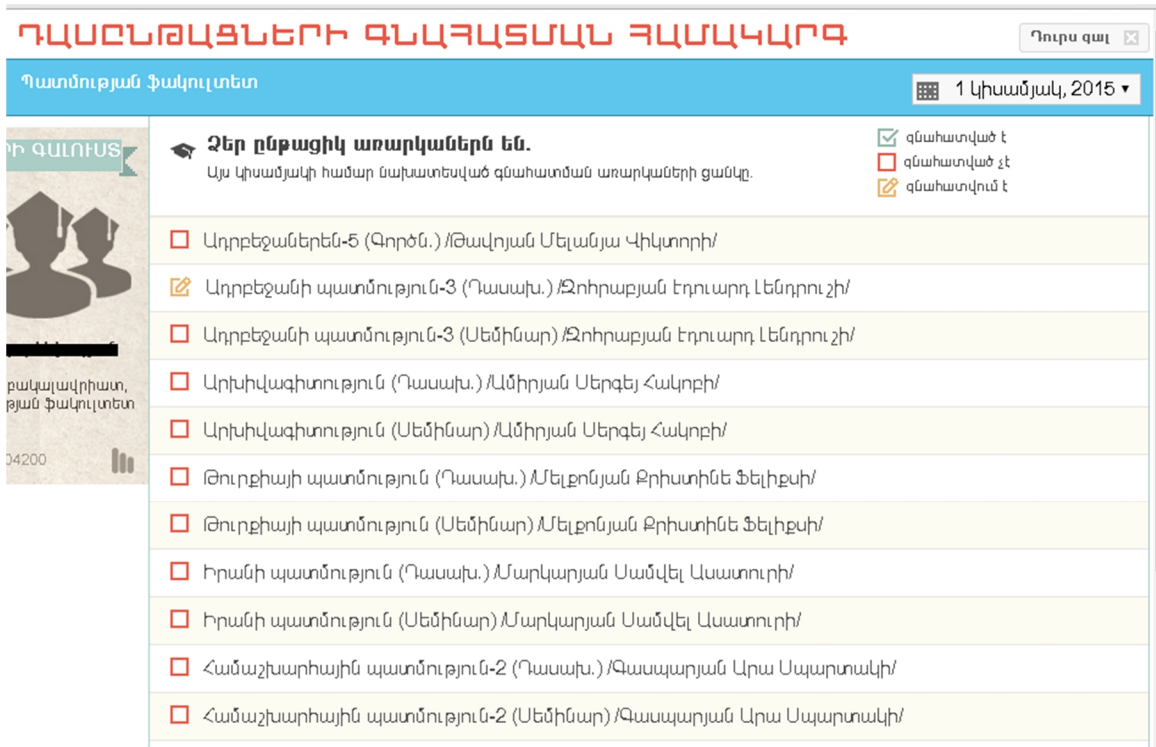 ԴԱՍԸՆԹԱՑՆԵՐԻ ԳՆԱՀԱՏՄԱՆ ՀԱՄԱԿԱՐԳ
Դուրս գալ
Պատմության ֆակուլտետ
1 կիսամյակ, 2015
ԳԱԼՈՒՍՏ
բակալավրիատ,
ֆակուլտետ
04200
Ձեր ընթացիկ առարկաներն են.
Այս կիսամյակի համար նախատեսված գնահատման առարկաների ցանկը.
գնահատված է
գնահատված չէ
գնահատվում է
Ադրբեջաներեն-5 (Գործն.) /Թավոյան Մելանյա Վիկտորի/
Ադրբեջանի պատմություն-3 (Դասախ.) /Զոհրաբյան Էդուարդ Լենդրուշի/
Ադրբեջանի պատմություն-3 (Սեմինար) /Զոհրաբյան Էդուարդ Լենդրուշի/
Արխիվագիտություն (Դասախ.) /Ամիրյան Սերգեյ Հակոբի/
Արխիվագիտություն (Սեմինար) /Ամիրյան Սերգեյ Հակոբի/
Թուրքիայի պատմություն (Դասախ.) /Մելքոնյան Քրիստինե Ֆելիքսի/
Թուրքիայի պատմություն (Սեմինար) /Մելքոնյան Քրիստինե Ֆելիքսի/
Իրանի պատմություն (Դասախ.) /Մարկարյան Սամվել Ասատուրի/
Իրանի պատմություն (Սեմինար) /Մարկարյան Սամվել Ասատուրի/
Համաշխարհային պատմություն-2 (Դասախ.) /Գասպարյան Արա Սպարտակի/
Համաշխարհային պատմություն-2 (Սեմինար) /Գասպարյան Արա Սպարտակի/